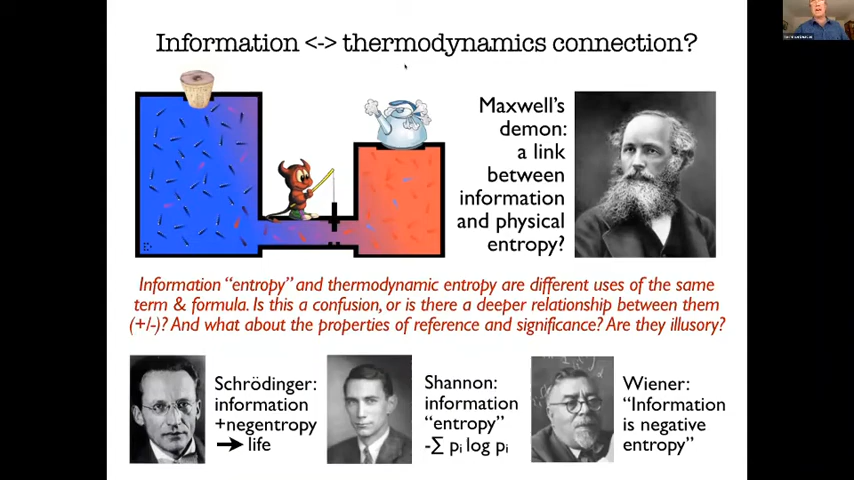 Information <-> thermodynamics connection?
Maxwell's
demon:
a link
between
information
and physical
entropy?
Information “entropy” and thermodynamic entropy are different uses of the same
term & formula. Is this a confusion, or is there a deeper relationship between them
(+/-)? And what about the properties of reference and significance? Are they illusory?
Schrödinger:
information
+negentropy
→ life
Shannon:
information
“entropy”
-∑ pᵢ log pᵢ
Wiener:
“Information
is negative
entropy”